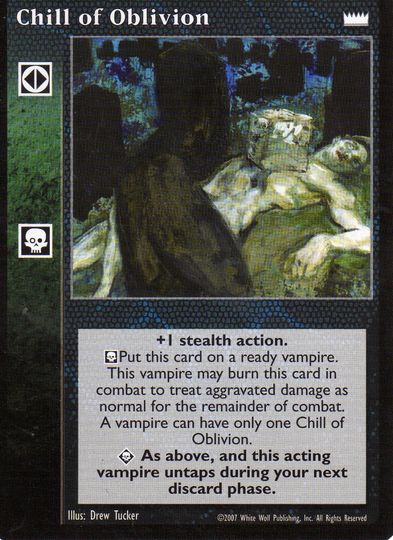 Chill of Oblivion
+1 stealth action.
Put this card on a ready vampire.
This vampire may burn this card in
combat to treat aggravated damage as
normal for the remainder of combat.
A vampire can have only one Chill of
Oblivion.
As above, and this acting
vampire untaps during your next
discard phase.
Illus: Drew Tucker
©2007 White Wolf Publishing, Inc. All Rights Reserved